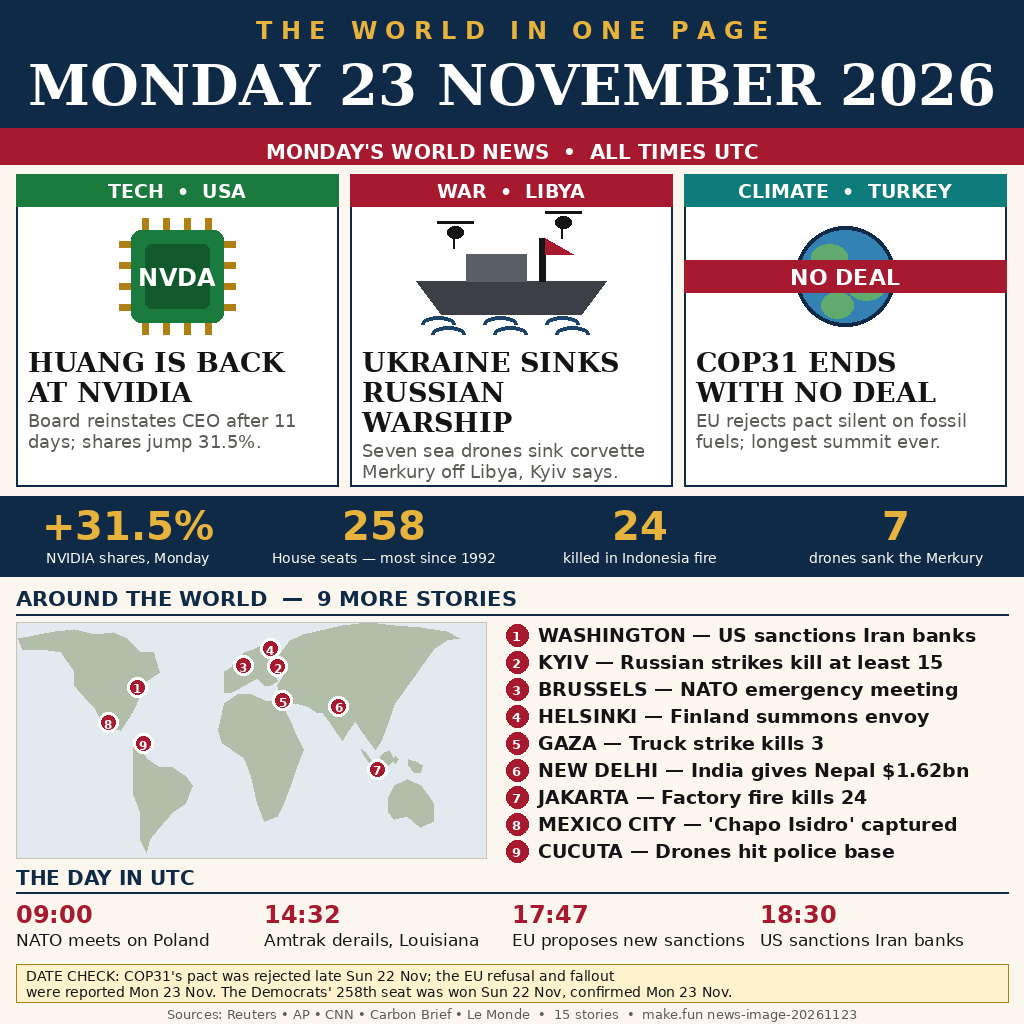 THE WORLD IN ONE PAGE
MONDAY 23 NOVEMBER 2026
MONDAY'S WORLD NEWS • ALL TIMES UTC
TECH • USA
NVDA
HUANG IS BACK
AT NVIDIA
Board reinstates CEO after 11
days; shares jump 31.5%.
WAR • LIBYA
UKRAINE SINKS
RUSSIAN
WARSHIP
Seven sea drones sink corvette
Merkury off Libya, Kyiv says.
CLIMATE • TURKEY
NO DEAL
COP31 ENDS
WITH NO DEAL
EU rejects pact silent on fossil
fuels; longest summit ever.
+31.5%
NVIDIA shares, Monday
258
House seats — most since 1992
24
killed in Indonesia fire
7
drones sank the Merkury
AROUND THE WORLD — 9 MORE STORIES
4
3
2
1
5
6
8
9
7
1 WASHINGTON — US sanctions Iran banks
2 KYIV — Russian strikes kill at least 15
3 BRUSSELS — NATO emergency meeting
4 HELSINKI — Finland summons envoy
5 GAZA — Truck strike kills 3
6 NEW DELHI — India gives Nepal $1.62bn
7 JAKARTA — Factory fire kills 24
8 MEXICO CITY — 'Chapo Isidro' captured
9 CUCUTA — Drones hit police base
THE DAY IN UTC
09:00
NATO meets on Poland
14:32
Amtrak derails, Louisiana
17:47
EU proposes new sanctions
18:30
US sanctions Iran banks
DATE CHECK: COP31's pact was rejected late Sun 22 Nov; the EU refusal and fallout
were reported Mon 23 Nov. The Democrats' 258th seat was won Sun 22 Nov, confirmed Mon 23 Nov.
Sources: Reuters • AP • CNN • Carbon Brief • Le Monde • 15 stories • make.fun news-image-20261123